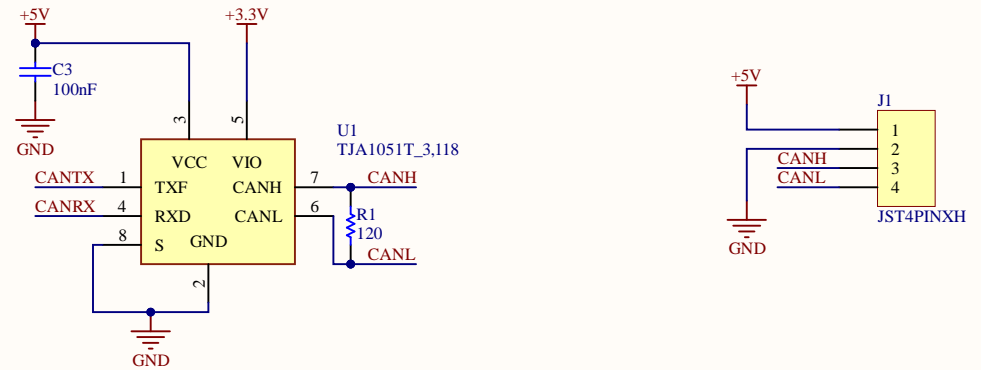 +5V
+3.3V
C3
100nF
GND
3
5
U1
TJA1051T_3,118
VCC
VIO
CANTX
1
TXF
CANH
7
CANH
CANRX
4
RXD
CANL
6
R1
120
8
S
GND
CANL
2
GND
+5V
J1
1
2
CANH
3
CANL
4
JST4PINXH
GND